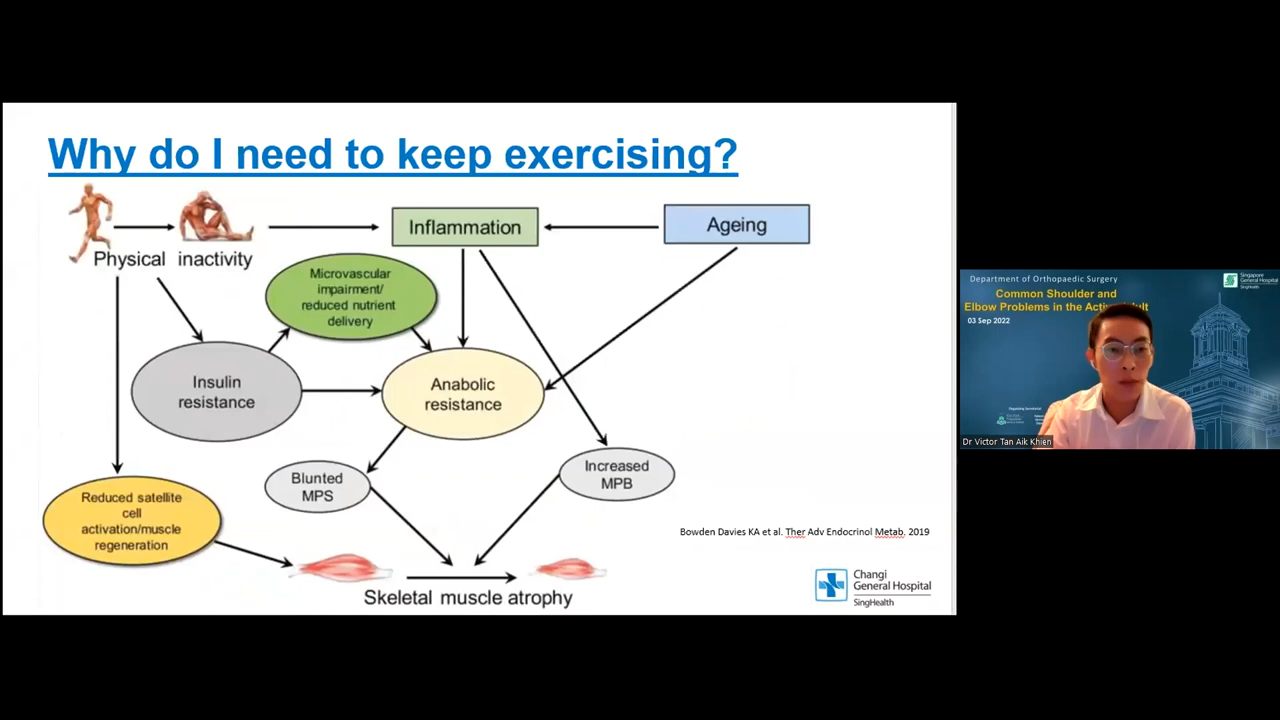 Why do I need to keep exercising?
Physical inactivity
Inflammation
Ageing
Microvascular
impairment/
reduced nutrient
delivery
Insulin
resistance
Anabolic
resistance
Blunted
MPS
Increased
MPB
Reduced satellite
cell
activation/muscle
regeneration
Skeletal muscle atrophy
Bowden Davies KA et al. Ther Adv Endocrinol Metab. 2019
Changi
General Hospital
SingHealth
Department of Orthopaedic Surgery
Singapore
General Hospital
SingHealth
Common Shoulder and
Elbow Problems in the
03 Sep 2022
Dr Victor Tan Aik Khien